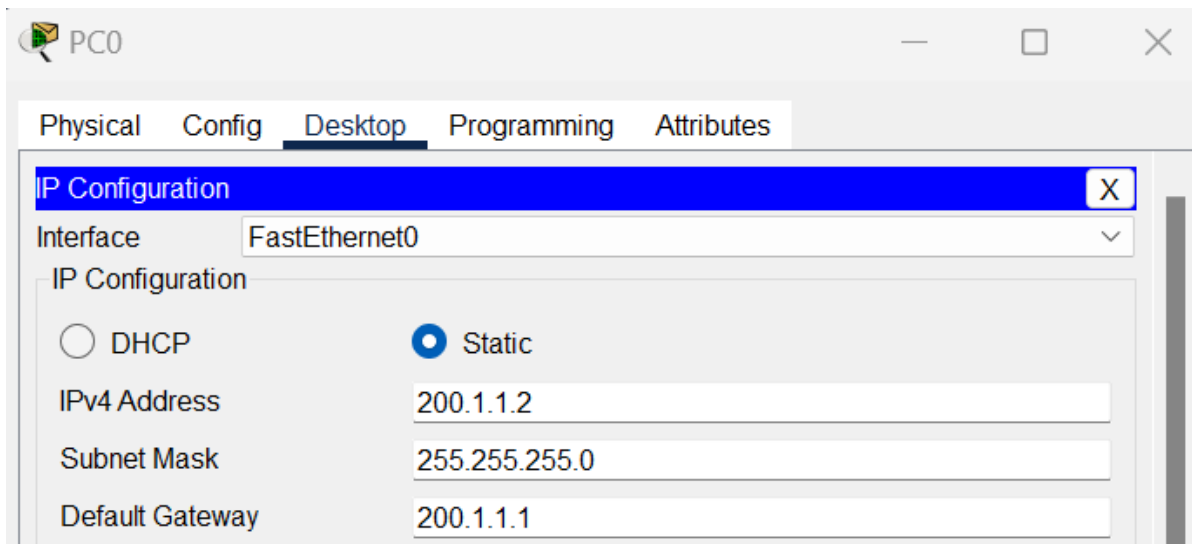 PC0
Physical Config Desktop Programming Attributes
IP Configuration X
Interface FastEthernet0
IP Configuration
DHCP Static
IPv4 Address 200.1.1.2
Subnet Mask 255.255.255.0
Default Gateway 200.1.1.1